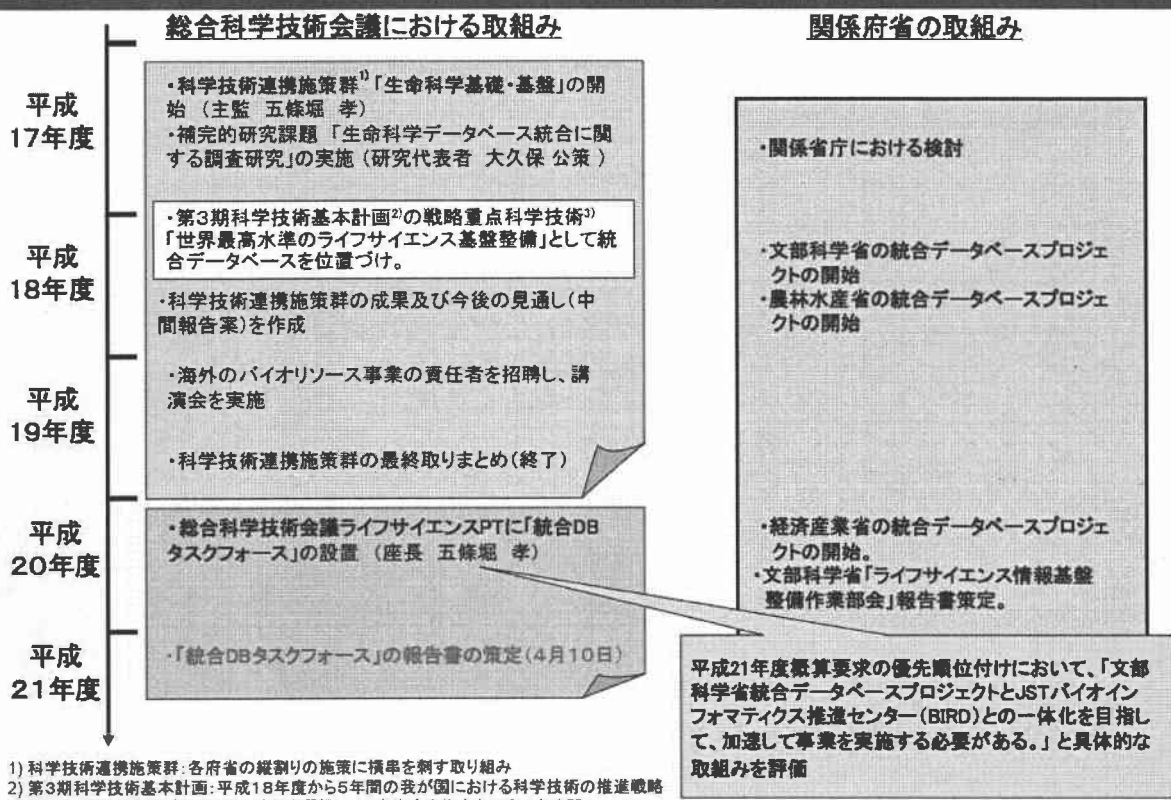 総合科学技術会議における取組み
関係府省の取組み
平成
17年度
・科学技術連携施策群1)「生命科学基礎・基盤」の開
始 (主監 五條堀 孝)
・補完的研究課題 「生命科学データベース統合に関
する調査研究」の実施 (研究代表者 大久保 公策 )
・関係省庁における検討
平成
18年度
・第3期科学技術基本計画2)の戦略重点科学技術3)
「世界最高水準のライフサイエンス基盤整備」として統
合データベースを位置づけ。
・科学技術連携施策群の成果及び今後の見通し(中
間報告案)を作成
・文部科学省の統合データベースプロジェ
クトの開始
・農林水産省の統合データベースプロジェ
クトの開始
平成
19年度
・海外のバイオリソース事業の責任者を招聘し、講
演会を実施
・科学技術連携施策群の最終取りまとめ(終了)
平成
20年度
・総合科学技術会議ライフサイエンスPTに「統合DB
タスクフォース」の設置 (座長 五條堀 孝)
・経済産業省の統合データベースプロジェ
クトの開始。
・文部科学省「ライフサイエンス情報基盤
整備作業部会」報告書策定。
平成
21年度
・「統合DBタスクフォース」の報告書の策定(4月10日)
平成21年度概算要求の優先順位付けにおいて、「文部
科学省統合データベースプロジェクトとJSTバイオイン
フォマティクス推進センター(BIRD)との一体化を目指し
て、加速して事業を実施する必要がある。」と具体的な
取組みを評価
1) 科学技術連携施策群:各府省の縦割りの施策に横串を刺す取り組み
2) 第3期科学技術基本計画:平成18年度から5年間の我が国における科学技術の推進戦略